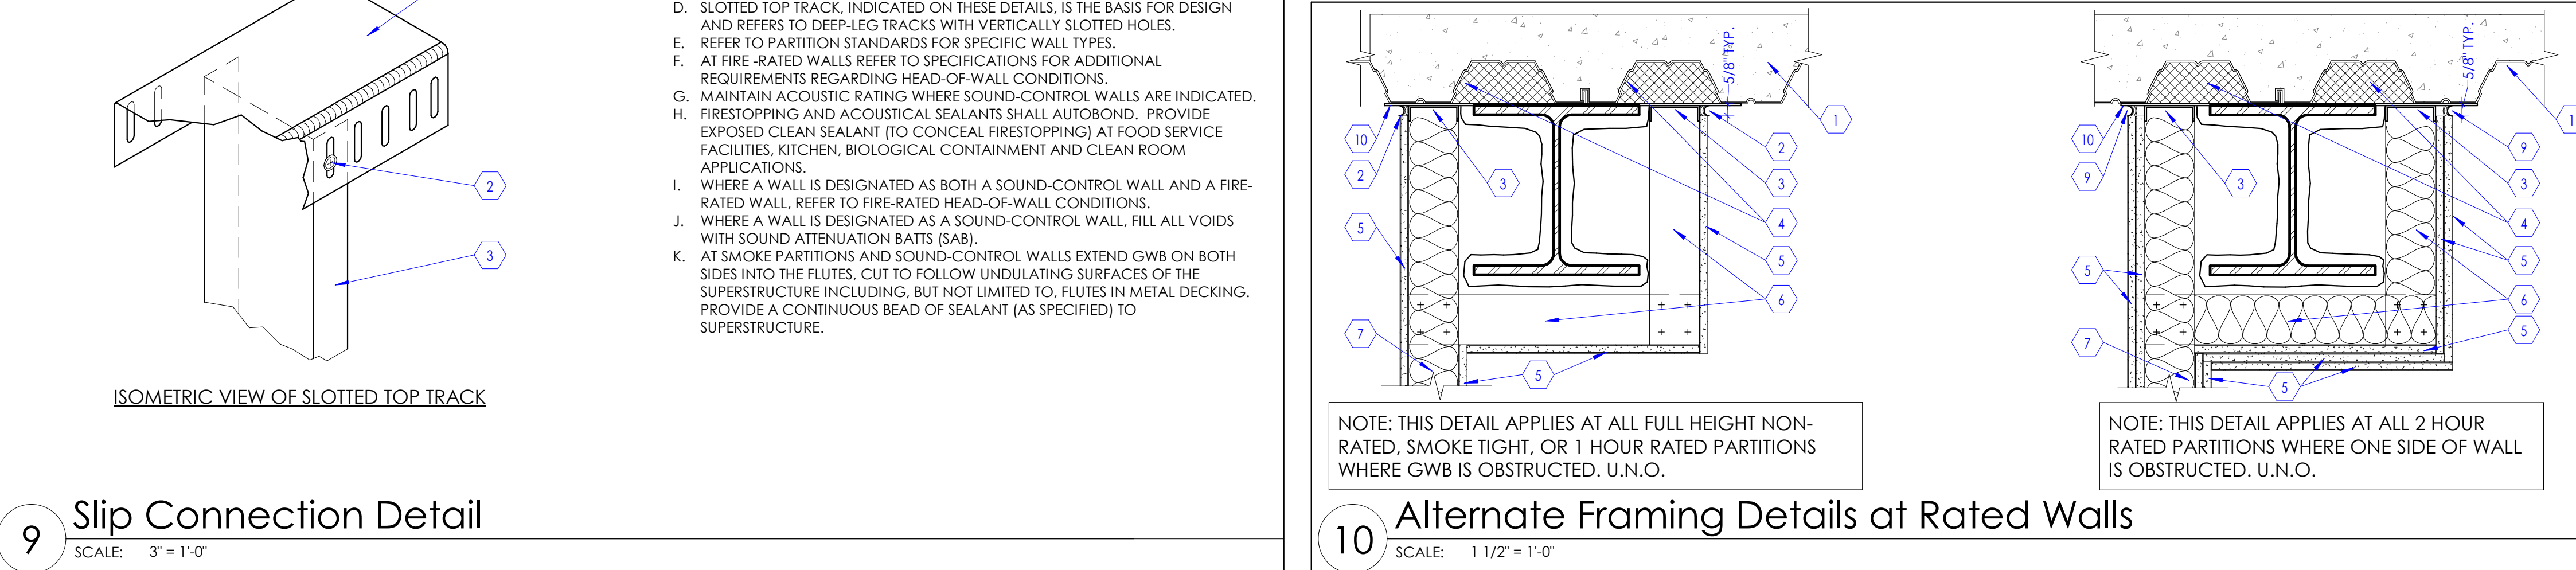 2
3
ISOMETRIC VIEW OF SLOTTED TOP TRACK
D. SLOTTED TOP TRACK, INDICATED ON THESE DETAILS, IS THE BASIS FOR DESIGN
AND REFERS TO DEEP-LEG TRACKS WITH VERTICALLY SLOTTED HOLES.
E. REFER TO PARTITION STANDARDS FOR SPECIFIC WALL TYPES.
F. AT FIRE -RATED WALLS REFER TO SPECIFICATIONS FOR ADDITIONAL
REQUIREMENTS REGARDING HEAD-OF-WALL CONDITIONS.
G. MAINTAIN ACOUSTIC RATING WHERE SOUND-CONTROL WALLS ARE INDICATED.
H. FIRESTOPPING AND ACOUSTICAL SEALANTS SHALL AUTOBOND. PROVIDE
EXPOSED CLEAN SEALANT (TO CONCEAL FIRESTOPPING) AT FOOD SERVICE
FACILITIES, KITCHEN, BIOLOGICAL CONTAINMENT AND CLEAN ROOM
APPLICATIONS.
I. WHERE A WALL IS DESIGNATED AS BOTH A SOUND-CONTROL WALL AND A FIRE-
RATED WALL, REFER TO FIRE-RATED HEAD-OF-WALL CONDITIONS.
J. WHERE A WALL IS DESIGNATED AS A SOUND-CONTROL WALL, FILL ALL VOIDS
WITH SOUND ATTENUATION BATTS (SAB).
K. AT SMOKE PARTITIONS AND SOUND-CONTROL WALLS EXTEND GWB ON BOTH
SIDES INTO THE FLUTES, CUT TO FOLLOW UNDULATING SURFACES OF THE
SUPERSTRUCTURE INCLUDING, BUT NOT LIMITED TO, FLUTES IN METAL DECKING.
PROVIDE A CONTINUOUS BEAD OF SEALANT (AS SPECIFIED) TO
SUPERSTRUCTURE.
9 Slip Connection Detail
SCALE: 3" = 1'-0"
5/8" TYP.
1
10
2
2
3
3
4
5
5
6
7
5
NOTE: THIS DETAIL APPLIES AT ALL FULL HEIGHT NON-
RATED, SMOKE TIGHT, OR 1 HOUR RATED PARTITIONS
WHERE GWB IS OBSTRUCTED. U.N.O.
5/8" TYP.
1
10
9
9
3
3
4
5
5
6
5
7
5
NOTE: THIS DETAIL APPLIES AT ALL 2 HOUR
RATED PARTITIONS WHERE ONE SIDE OF WALL
IS OBSTRUCTED. U.N.O.
10 Alternate Framing Details at Rated Walls
SCALE: 1 1/2" = 1'-0"